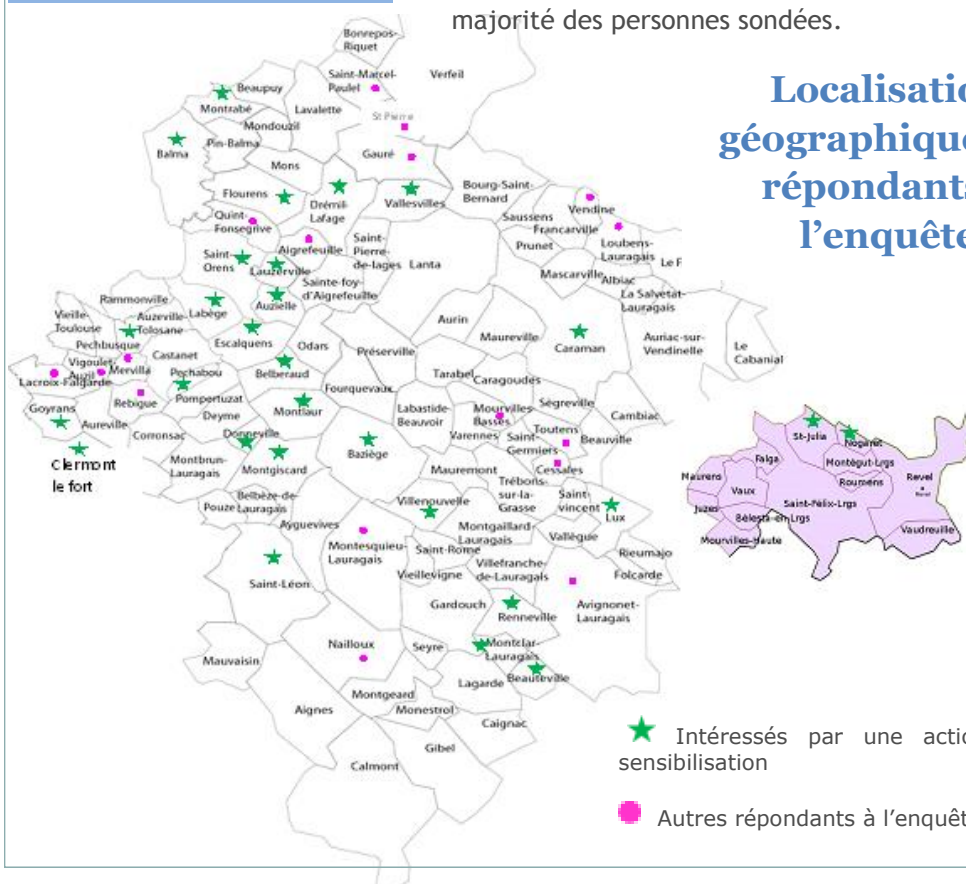 majorité des personnes sondées.
Localisatio
géographique
répondants
l'enquête
Bonrepos-
Riquet
Saint-Marcel-
Paulel
Verfeil
Beaupuy
Montrabé
Lavalette
St Pierre
Mondouzil
Pin-Balma
Balma
Gauré
Mons
Bourg-Saint-
Bernard
Flourens
Drémil-
Lafage
Vallesvilles
Vendine
Saussens
Francarville
Quint-
Fonsegrive
Aigrefeuille
Saint-
Pierre-
de-lages
Lanta
Prunet
Loubens-
Lauragais
Le F
Saint-
Orens
Lauzerville
Sainte-foy-
d'Aigrefeuille
Mascarville
Albiac
La Salvetat-
Lauragais
Rammonville
Auzielle
Vieille-
Toulouse
Auzeville-
Tolosane
Labège
Aurin
Maureville
Caraman
Auriac-sur-
Vendinelle
Le
Cabanial
Pechbusque
Escalquens
Odars
Préserville
Castanet
Vigoulet-
Auzil
Mervilla
Lacroix-Falgarde
Pechabou
Belberaud
Tarabel
Caragoudes
Rebigue
Pompertuzat
Fourquevaux
Ségreville
Goyrans
Deyme
Montlaur
Labastide-
Beauvoir
Mourvilles
Basses
Cambiac
Aureville
Corronsac
Donneville
Varennes
Saint-
Germiers
Toutens
Beauville
Clermont
le fort
Montbrun-
Lauragais
Montgiscard
Baziège
Mauremont
Cessales
Trébons-
sur-la-
Grasse
Pouze
Belbèze-de-
Lauragais
Villenouvelle
Saint-
vincent
Lux
Ayguevives
Montgaillard-
Lauragais
Vallègue
Montesquieu-
Lauragais
Saint-Rome
Rieumajo
Saint-Léon
Vieillevigne
Villefranche-
de-Lauragais
Folcarde
Gardouch
Renneville
Avignonet-
Lauragais
Nailloux
Seyre
Montclar-
Lauragais
Mauvaisin
Lagarde
Beauteville
Montgeard
Aignes
Monestrol
Caignac
Gibel
Calmont
St-Julia
Nogaret
Falga
Montégut-Lrgs
Maurens
Roumens
Revel
Vaux
Saint-Félix-Lrgs
Juzes
Bélesta-en-Lrgs
Mourvilles-Haute
Vaudreuille
Intéressés par une actio
sensibilisation
Autres répondants à l'enquêt